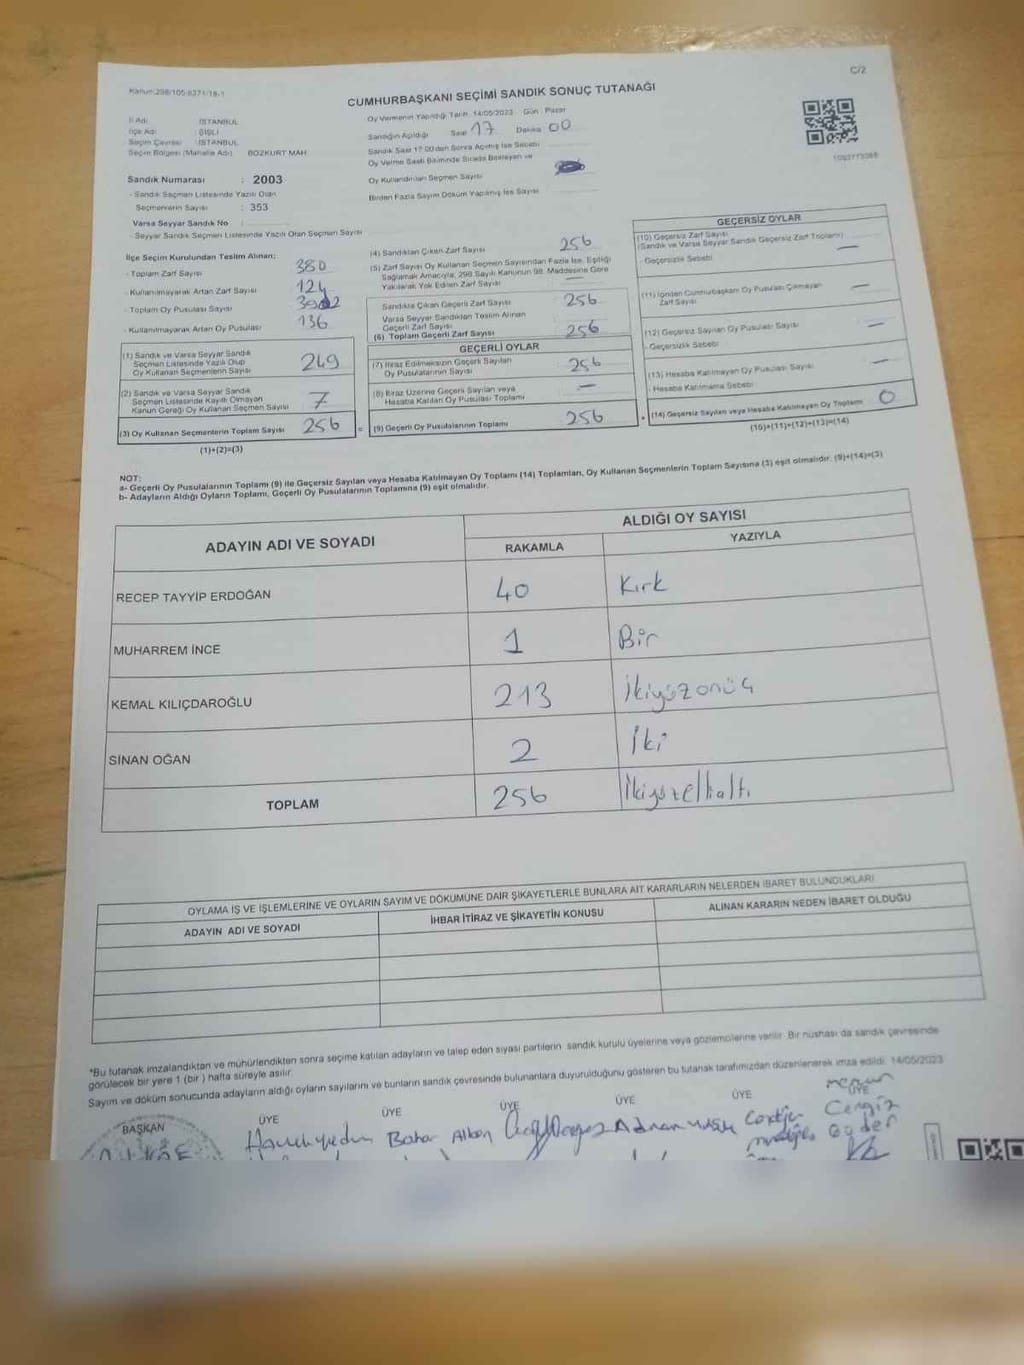 C/2
Kanun:298/105-6271/18-1
CUMHURBAŞKANI SEÇİMİ SANDIK SONUÇ TUTANAĞI
İl Adı : İSTANBUL
İlçe Adı : ŞİŞLİ
Seçim Çevresi : İSTANBUL
Seçim Bölgesi (Mahalle Adı) : BOZKURT MAH.
Sandık Numarası : 2003
- Sandık Seçmen Listesinde Yazılı Olan
Seçmenlerin Sayısı : 353
Varsa Seyyar Sandık No :
- Seyyar Sandık Seçmen Listesinde Yazılı Olan Seçmen Sayısı
Oy Vermenin Yapıldığı Tarih : 14/05/2023 Gün : Pazar
Sandığın Açıldığı Saat 17 Dakika 00
Sandık Saat 17:00'den Sonra Açılmış İse Sebebi
Oy Verme Saati Bitiminde Sırada Bekleyen ve
Oy Kullandırılan Seçmen Sayısı
Birden Fazla Sayım Döküm Yapılmış İse Sayısı
İlçe Seçim Kurulundan Teslim Alınan;
- Toplam Zarf Sayısı 380
- Kullanılmayarak Artan Zarf Sayısı 124
- Toplam Oy Pusulası Sayısı
- Kullanılmayarak Artan Oy Pusulası 136
(1) Sandık ve Varsa Seyyar Sandık
Seçmen Listesinde Yazılı Olup
Oy Kullanan Seçmenlerin Sayısı 249
(2) Sandık ve Varsa Seyyar Sandık
Seçmen Listesinde Kayıtlı Olmayan
Kanun Gereği Oy Kullanan Seçmen Sayısı 7
(3) Oy Kullanan Seçmenlerin Toplam Sayısı 256
(1)+(2)=(3)
(4) Sandıktan Çıkan Zarf Sayısı 256
(5) Zarf Sayısı Oy Kullanan Seçmen Sayısından Fazla İse, Eşitliği
Sağlamak Amacıyla, 298 Sayılı Kanunun 98. Maddesine Göre
Yakılarak Yok Edilen Zarf Sayısı —
Sandıkta Çıkan Geçerli Zarf Sayısı 256
Varsa Seyyar Sandıktan Teslim Alınan
Geçerli Zarf Sayısı
(6) Toplam Geçerli Zarf Sayısı 256
GEÇERLİ OYLAR
(7) İtiraz Edilmeksizin Geçerli Sayılan
Oy Pusulalarının Sayısı 256
(8) İtiraz Üzerine Geçerli Sayılan veya
Hesaba Katılan Oy Pusulası Toplamı —
= (9) Geçerli Oy Pusulalarının Toplamı 256
GEÇERSİZ OYLAR
(10) Geçersiz Zarf Sayısı
(Sandık ve Varsa Seyyar Sandık Geçersiz Zarf Toplamı) —
- Geçersizlik Sebebi
(11) İçinden Cumhurbaşkanı Oy Pusulası Çıkmayan
Zarf Sayısı —
(12) Geçersiz Sayılan Oy Pusulası Sayısı —
- Geçersizlik Sebebi
(13) Hesaba Katılmayan Oy Pusulası Sayısı —
- Hesaba Katılmama Sebebi
+ (14) Geçersiz Sayılan veya Hesaba Katılmayan Oy Toplamı 0
(10)+(11)+(12)+(13)=(14)
NOT:
a- Geçerli Oy Pusulalarının Toplamı (9) ile Geçersiz Sayılan veya Hesaba Katılmayan Oy Toplamı (14) Toplamları, Oy Kullanan Seçmenlerin Toplam Sayısına (3) eşit olmalıdır. (9)+(14)=(3)
b- Adayların Aldığı Oyların Toplamı, Geçerli Oy Pusulalarının Toplamına (9) eşit olmalıdır.
ADAYIN ADI VE SOYADI
ALDIĞI OY SAYISI
RAKAMLA YAZIYLA
RECEP TAYYİP ERDOĞAN 40 Kırk
MUHARREM İNCE 1 Bir
KEMAL KILIÇDAROĞLU 213 İkiyüzonüç
SİNAN OĞAN 2 İki
TOPLAM 256 İkiyüzellialtı
OYLAMA İŞ VE İŞLEMLERİNE VE OYLARIN SAYIM VE DÖKÜMÜNE DAİR ŞİKAYETLERLE BUNLARA AİT KARARLARIN NELERDEN İBARET BULUNDUKLARI
ADAYIN ADI VE SOYADI İHBAR İTİRAZ VE ŞİKAYETİN KONUSU ALINAN KARARIN NEDEN İBARET OLDUĞU
"Bu tutanak imzalandıktan ve mühürlendikten sonra seçime katılan adayların ve talep eden siyasi partilerin sandık kurulu üyelerine veya gözlemcilerine verilir. Bir nüshası da sandık çevresinde
görülecek bir yere 1 (bir) hafta süreyle asılır.
Sayım ve döküm sonucunda adayların aldığı oyların sayılarını ve bunların sandık çevresinde bulunanlara duyurulduğunu gösteren bu tutanak tarafımızdan düzenlenerek imza edildi. 14/05/2023
BAŞKAN ÜYE ÜYE ÜYE ÜYE ÜYE ÜYE
Bahar Alkan Adnan Cengiz